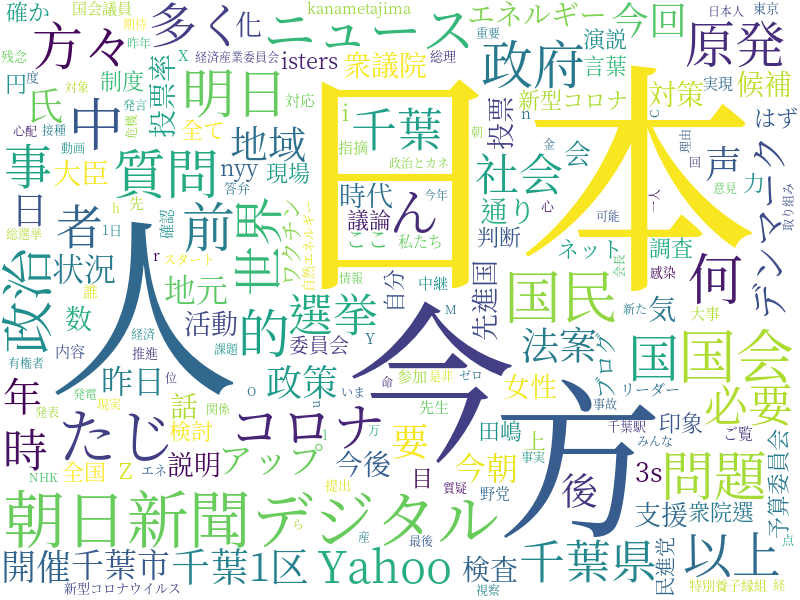 日本
人
今
方
朝日新聞デジタル
国会
国民
コロナ
Yahoo
千葉県
千葉1区
問題
以上
政治
質問
世界
選挙
ニュース
政府
原発
明日
多く
方々
千葉
社会
何
必要
法案
国
デンマーク
たじ
者
前
中
事
日
年
時
的
ん
後
要
開催
千葉市
アップ
政策
昨日
状況
地元
地域
活動
大臣
氏
今回
エネルギー
候補
対策
新型コロナ
衆議院
投票率
投票
isters
nyy
現場
時代
議論
ここ
私たち
ワクチン
自分
先進国
通り
判断
ネット
調査
気
声
力
はず
会
言葉
演説
確か
化
円
度
制度
全て
数
話
検討
説明
全国
Z
今後
目
今朝
検査
田嶋
上
女性
ブログ
印象
3s
支援
衆院選
民進党
予算委員会
委員会
リーダー
千葉駅
みんな
ご覧
kanametajima
国会議員
期待
昨年
残念
対象
心配
接種
発言
危機
動画
答弁
経済産業委員会
X
総理
重要
日本人
東京
実現
対応
指摘
政治とカネ
今年
i
n
C
朝
金
理由
回
意見
一人
取り組み
可能
心
会長
感染
大事
新た
情報
中継
自然エネルギー
スタート
確認
先
誰
h
r
1日
総選挙
経済
推進
課題
有権者
内容
発電
位
発表
現実
関係
NHK
エネ
提出
Y
M
O
u
l
いま
命
是非
ゼロ
参加
先生
万
事故
事実
野党
質疑
産
ら
最後
視察
新型コロナウイルス
特別養子縁組
経
点